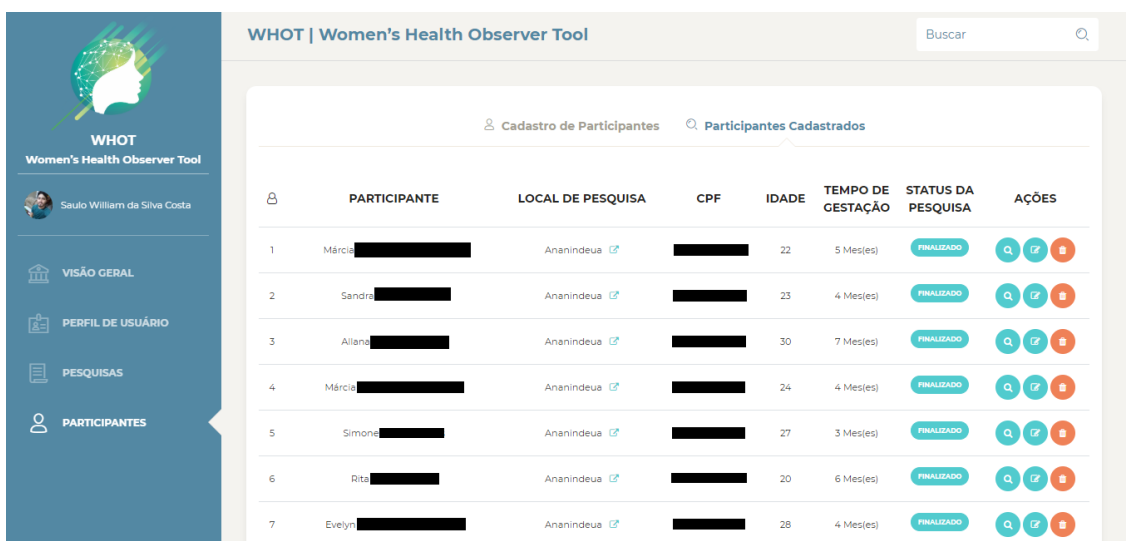 WHOT
Women's Health Observer Tool
Saulo William da Silva Costa
VISÃO GERAL
PERFIL DE USUÁRIO
PESQUISAS
PARTICIPANTES
WHOT | Women's Health Observer Tool
Buscar
Cadastro de Participantes Participantes Cadastrados
PARTICIPANTE LOCAL DE PESQUISA CPF IDADE TEMPO DE GESTAÇÃO STATUS DA PESQUISA AÇÕES
1 Márcia Ananindeua 22 5 Mes(es) FINALIZADO
2 Sandra Ananindeua 23 4 Mes(es) FINALIZADO
3 Allana Ananindeua 30 7 Mes(es) FINALIZADO
4 Márcia Ananindeua 24 4 Mes(es) FINALIZADO
5 Simone Ananindeua 27 3 Mes(es) FINALIZADO
6 Rita Ananindeua 20 6 Mes(es) FINALIZADO
7 Evelyn Ananindeua 28 4 Mes(es) FINALIZADO